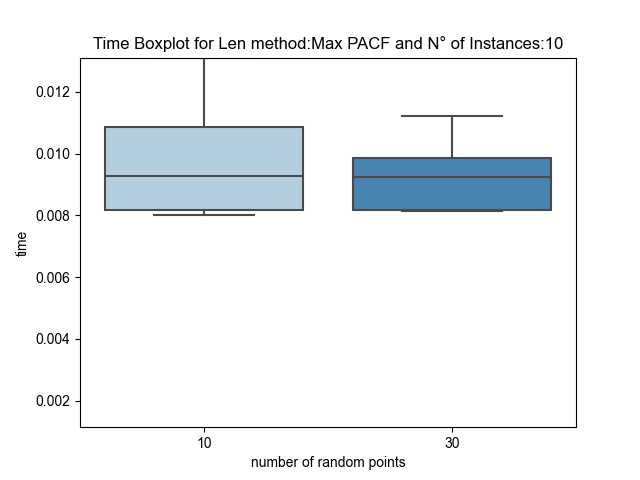 Time Boxplot for Len method:Max PACF and N° of Instances:10
0.012
0.010
0.008
0.006
0.004
0.002
time
10
30
number of random points